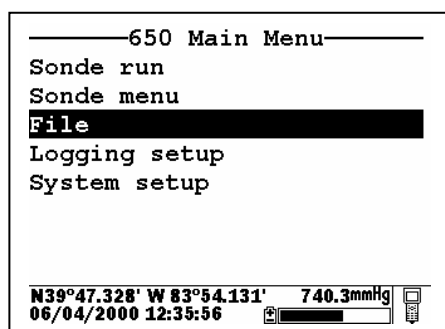 650 Main Menu
Sonde run
Sonde menu
File
Logging setup
System setup
N39°47.328' W 83°54.131' 740.3mmHg
06/04/2000 12:35:56